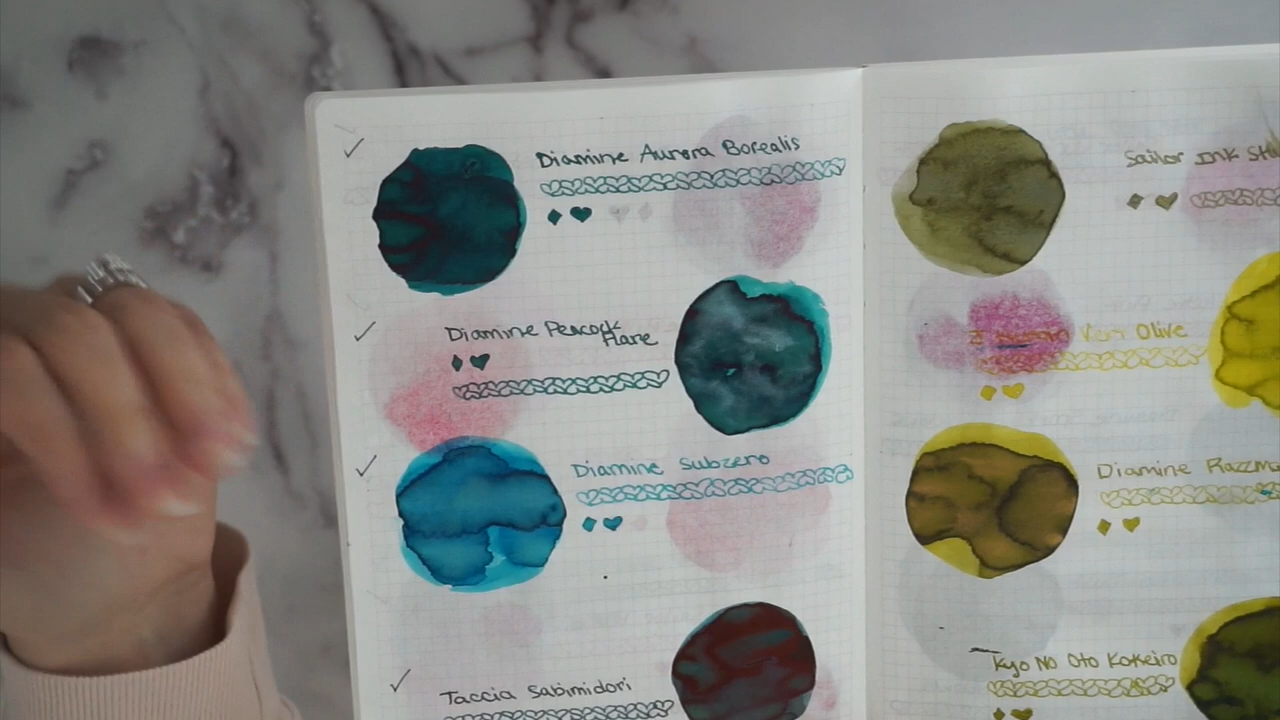 Diamine Aurora Borealis
Diamine Peacock
Flare
Diamine Subzero
Taccia Sabimidori
Sailor Ink
Olive
Diamine
Kyo No Oto Kokeiro